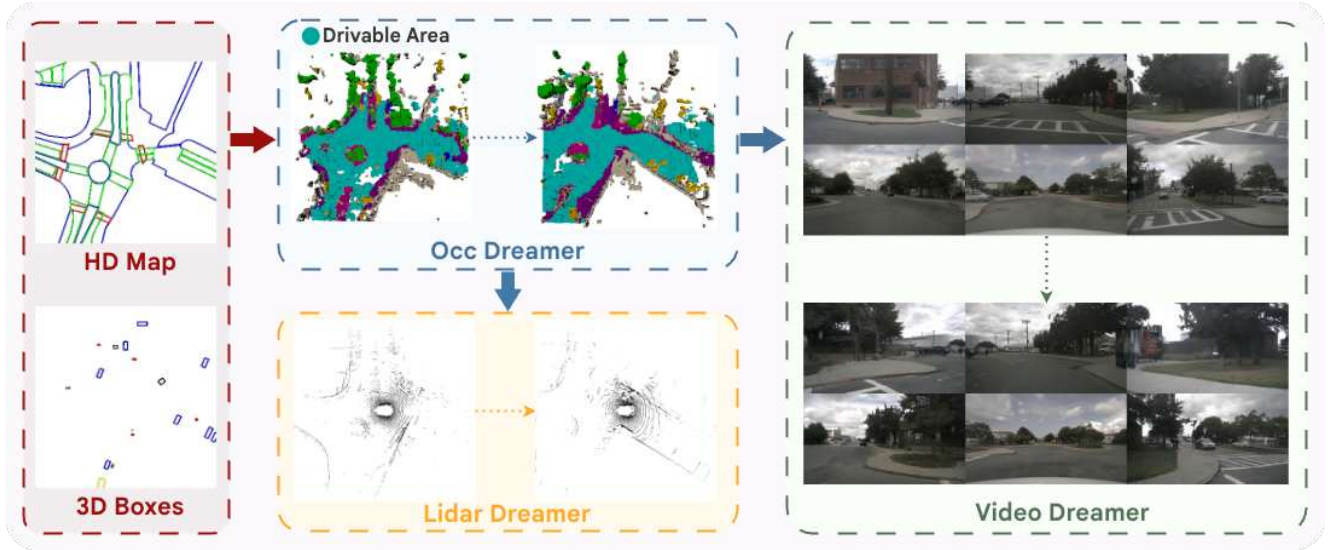 Drivable Area
HD Map
Occ Dreamer
3D Boxes
Lidar Dreamer
Video Dreamer